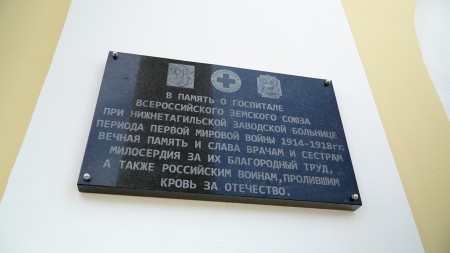 В ПАМЯТЬ О ГОСПИТАЛЕ
ВСЕРОССИЙСКОГО ЗЕМСКОГО СОЮЗА
ПРИ НИЖНЕТАГИЛЬСКОЙ ЗАВОДСКОЙ БОЛЬНИЦЕ
ПЕРИОДА ПЕРВОЙ МИРОВОЙ ВОЙНЫ 1914-1918гг.
ВЕЧНАЯ ПАМЯТЬ И СЛАВА ВРАЧАМ И СЕСТРАМ
МИЛОСЕРДИЯ ЗА ИХ БЛАГОРОДНЫЙ ТРУД,
А ТАКЖЕ РОССИЙСКИМ ВОИНАМ,ПРОЛИВШИМ
КРОВЬ ЗА ОТЕЧЕСТВО.